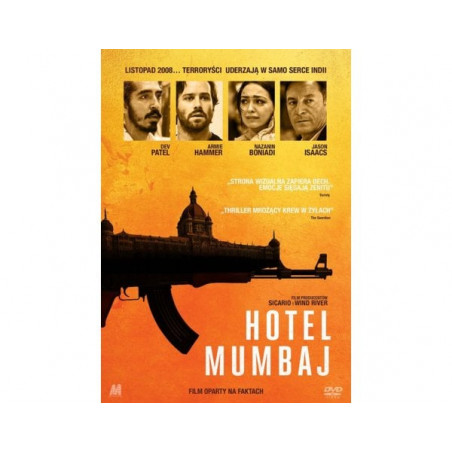 LISTOPAD 2008... TERRORYŚCI UDERZAJĄ W SAMO SERCE INDII
DEV
PATEL
ARMIE
HAMMER
NAZANIN
BONIADI
JASON
ISAACS
„STRONA WIZUALNA ZAPIERA DECH,
EMOCJE SIĘGAJĄ ZENITU”
Variety
„THRILLER MROŻĄCY KREW W ŻYŁACH”
The Guardian
FILM PRODUCENTÓW
SICARIO I WIND RIVER
HOTEL
MUMBAJ
FILM OPARTY NA FAKTACH
M
DVD